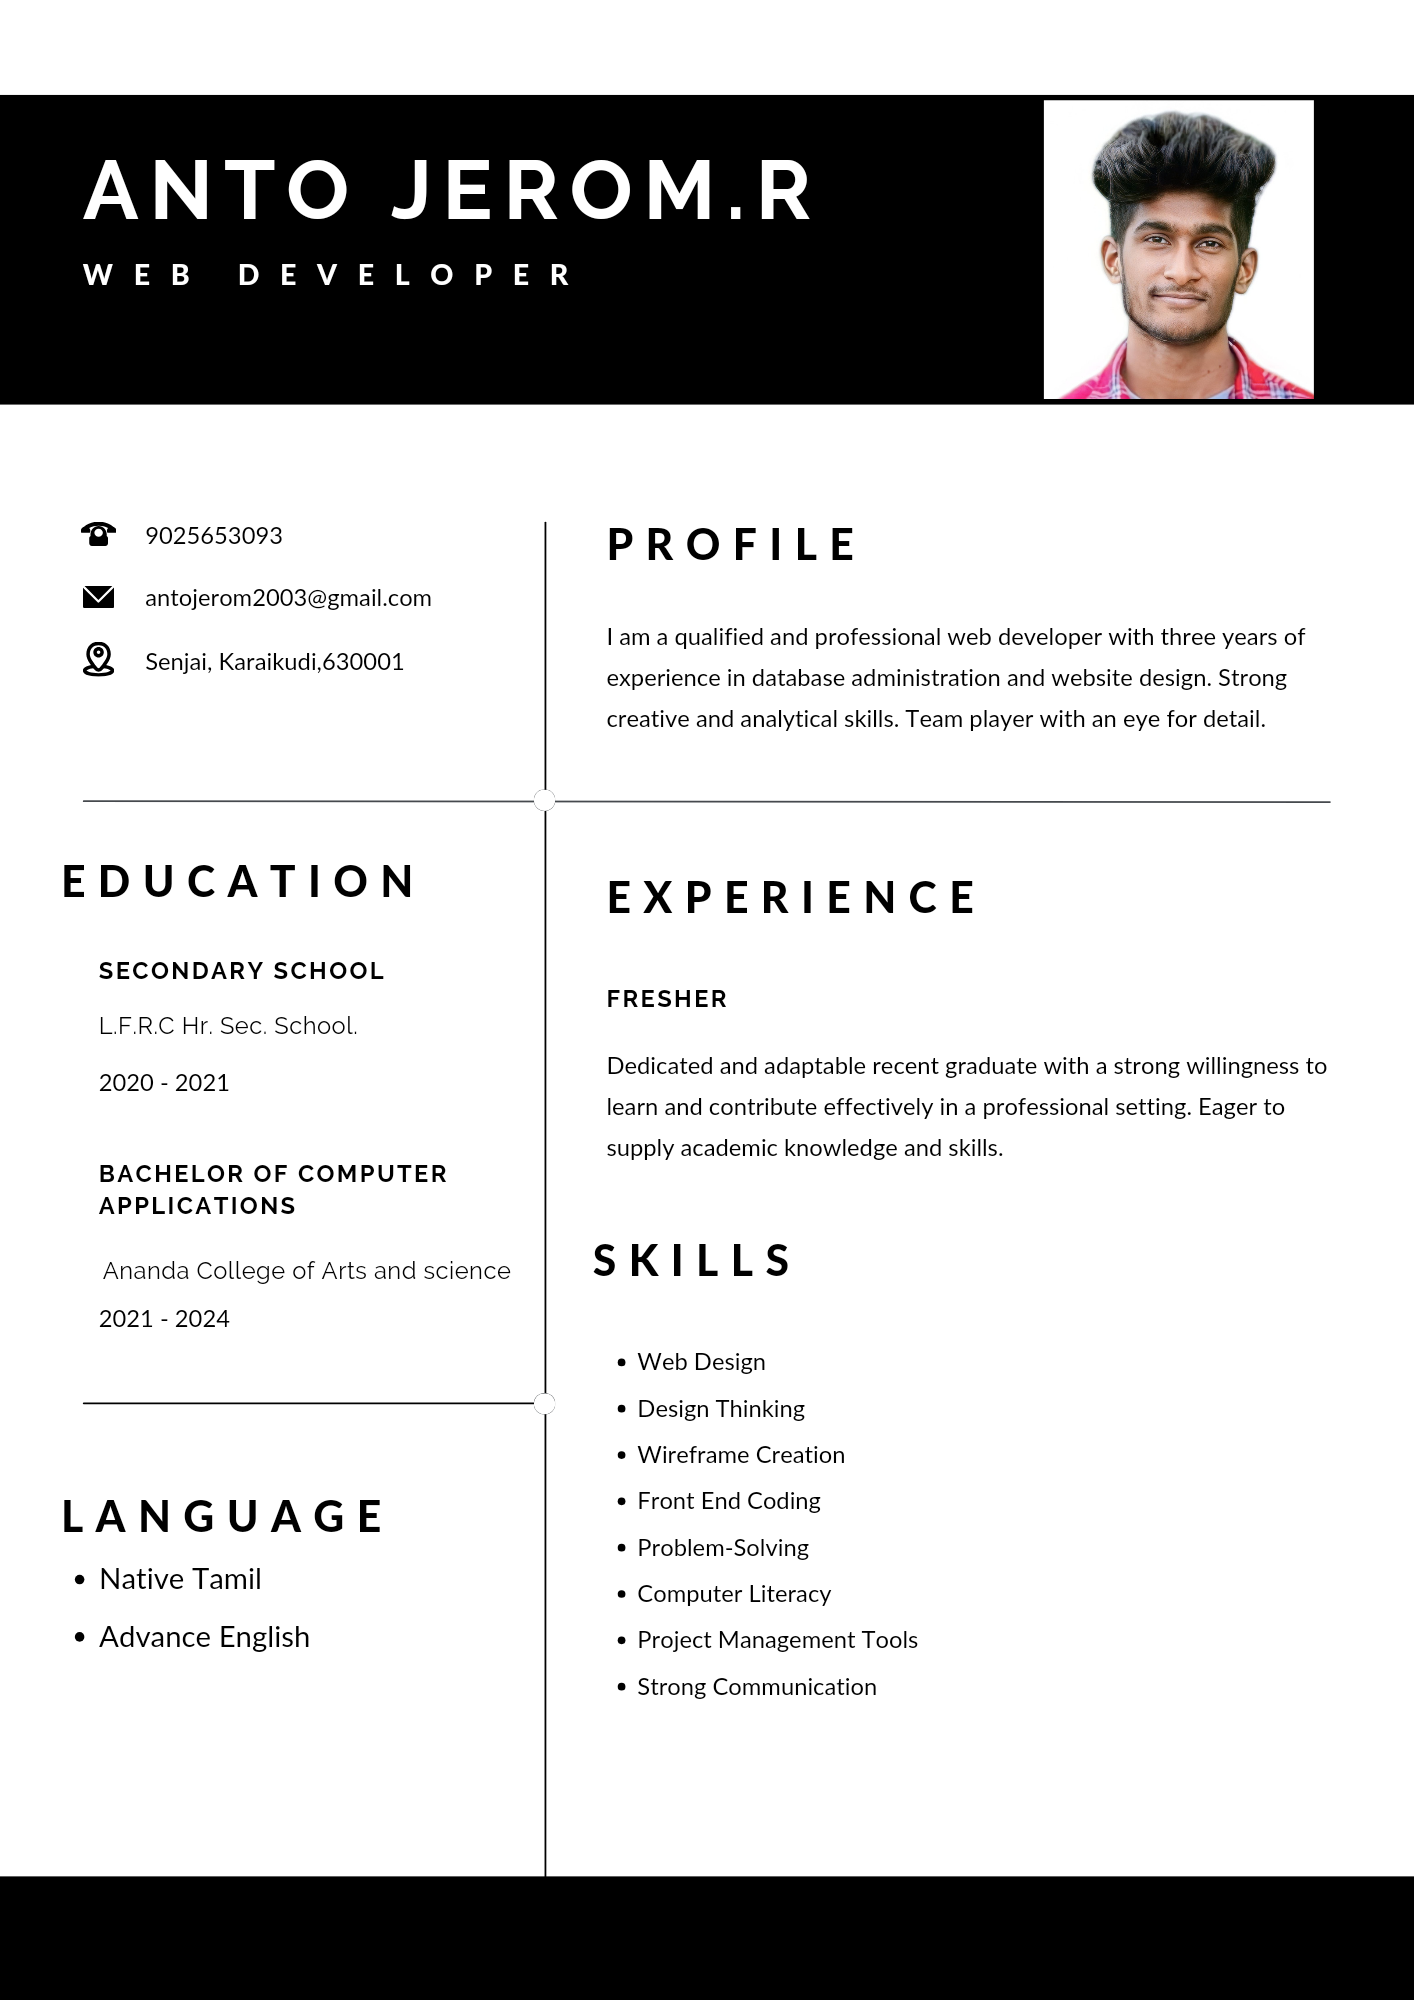 ANTO JEROM.R
WEB DEVELOPER
9025653093
antojerom2003@gmail.com
Senjai, Karaikudi,630001
PROFILE
I am a qualified and professional web developer with three years of
experience in database administration and website design. Strong
creative and analytical skills. Team player with an eye for detail.
EDUCATION
SECONDARY SCHOOL
L.F.R.C Hr. Sec. School.
2020 - 2021
BACHELOR OF COMPUTER
APPLICATIONS
Ananda College of Arts and science
2021 - 2024
LANGUAGE
• Native Tamil
• Advance English
EXPERIENCE
FRESHER
Dedicated and adaptable recent graduate with a strong willingness to
learn and contribute effectively in a professional setting. Eager to
supply academic knowledge and skills.
SKILLS
• Web Design
• Design Thinking
• Wireframe Creation
• Front End Coding
• Problem-Solving
• Computer Literacy
• Project Management Tools
• Strong Communication